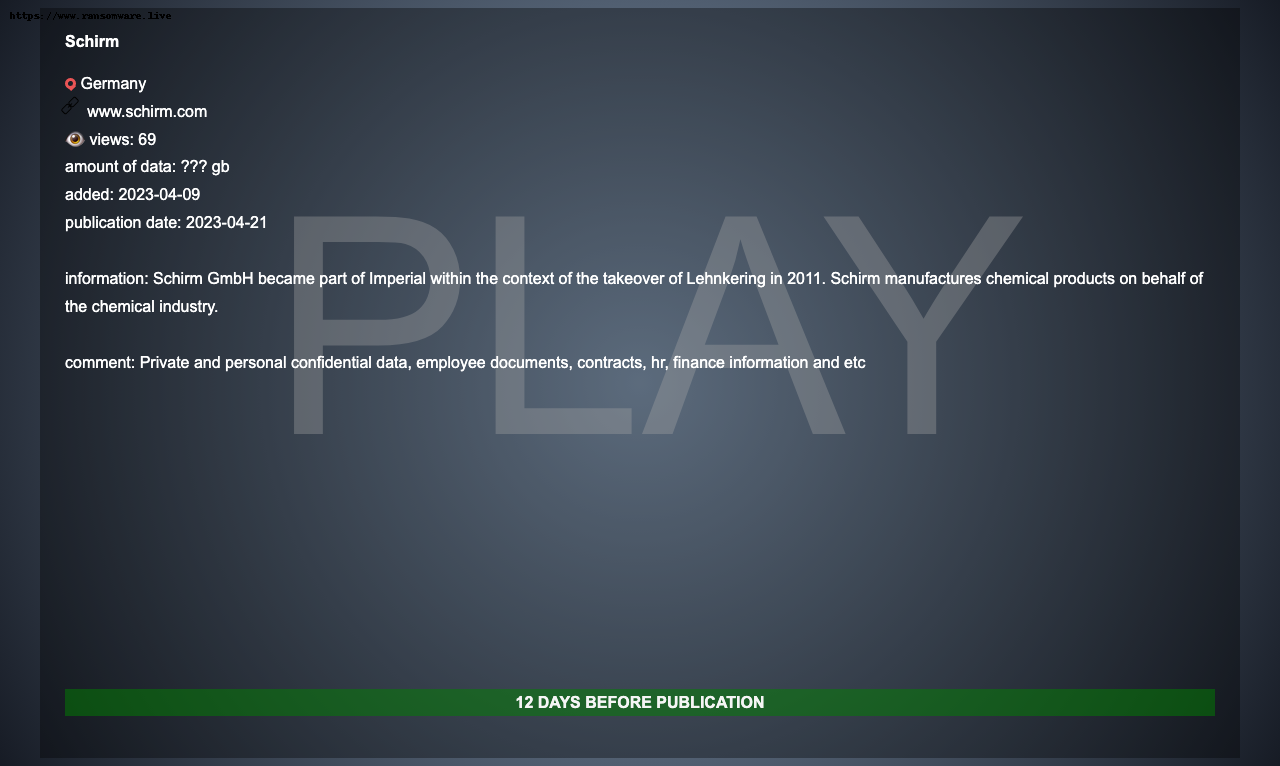 https://www.ransomware.live
Schirm
Germany
www.schirm.com
views: 69
amount of data: ??? gb
added: 2023-04-09
publication date: 2023-04-21
PLAY
information: Schirm GmbH became part of Imperial within the context of the takeover of Lehnkering in 2011. Schirm manufactures chemical products on behalf of
the chemical industry.
comment: Private and personal confidential data, employee documents, contracts, hr, finance information and etc
12 DAYS BEFORE PUBLICATION